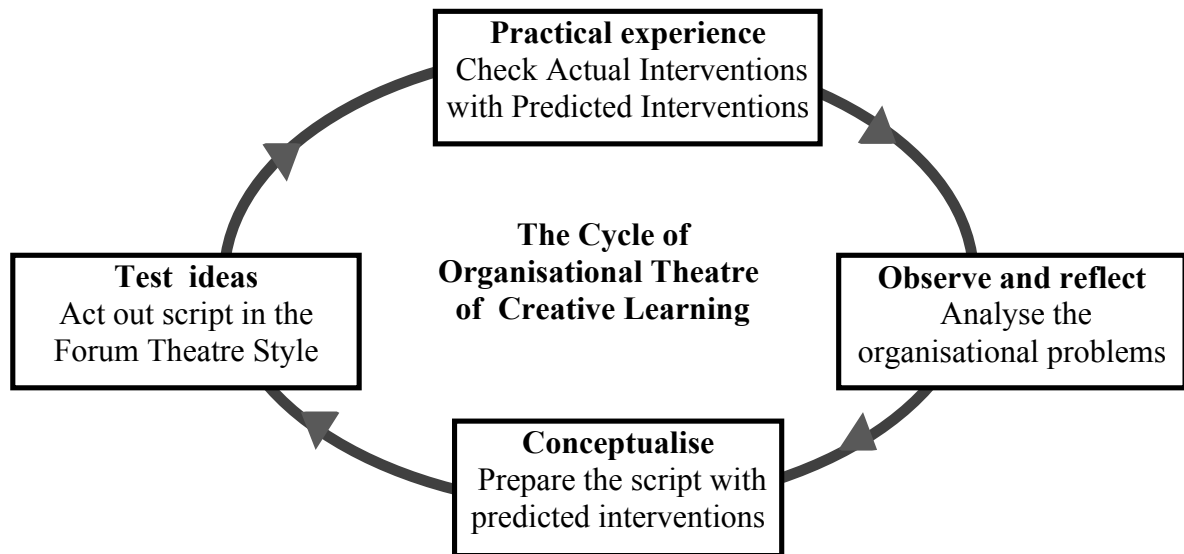 Practical experience
Check Actual Interventions
with Predicted Interventions
The Cycle of
Organisational Theatre
of Creative Learning
Test ideas
Act out script in the
Forum Theatre Style
Observe and reflect
Analyse the
organisational problems
Conceptualise
Prepare the script with
predicted interventions